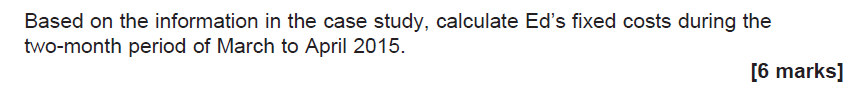 Based on the information in the case study, calculate Ed’s fixed costs during the
two-month period of March to April 2015.
[6 marks]